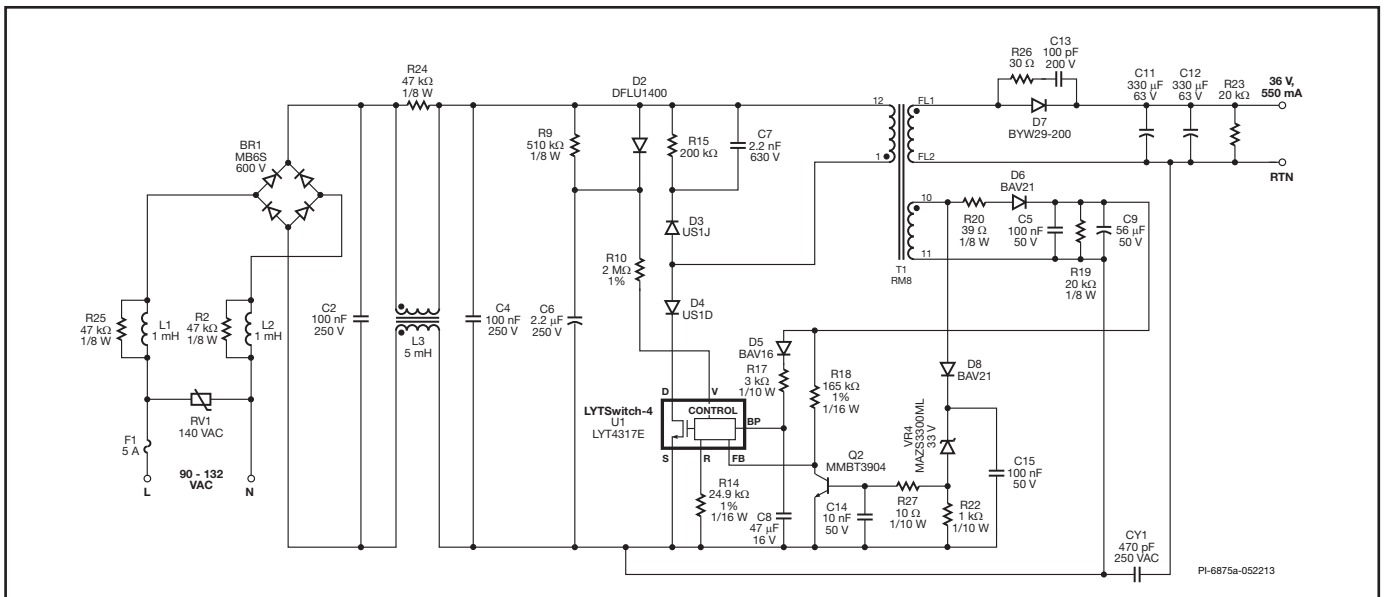 R24
47 kΩ
1/8 W
BR1
MB6S
600 V
R25
47 kΩ
1/8 W
L1
1 mH
R2
47 kΩ
1/8 W
L2
1 mH
RV1
140 VAC
F1
5 A
90 - 132
VAC
L
N
C2
100 nF
250 V
L3
5 mH
C4
100 nF
250 V
R9
510 kΩ
1/8 W
D2
DFLU1400
R15
200 kΩ
C7
2.2 nF
630 V
C6
2.2 µF
250 V
R10
2 MΩ
1%
D3
US1J
D4
US1D
LYTSwitch-4
U1
LYT4317E
D
V
CONTROL
BP
S
R
FB
R14
24.9 kΩ
1%
1/16 W
D5
BAV16
R17
3 kΩ
1/10 W
C8
47 µF
16 V
R18
165 kΩ
1%
1/16 W
Q2
MMBT3904
C14
10 nF
50 V
R27
10 Ω
1/10 W
R22
1 kΩ
1/10 W
VR4
MAZS3300ML
33 V
D8
BAV21
C15
100 nF
50 V
12
1
FL1
FL2
10
11
T1
RM8
R26
30 Ω
C13
100 pF
200 V
D7
BYW29-200
C11
330 µF
63 V
C12
330 µF
63 V
R23
20 kΩ
36 V,
550 mA
RTN
R20
39 Ω
1/8 W
D6
BAV21
C5
100 nF
50 V
R19
20 kΩ
1/8 W
C9
56 µF
50 V
CY1
470 pF
250 VAC
PI-6875a-052213